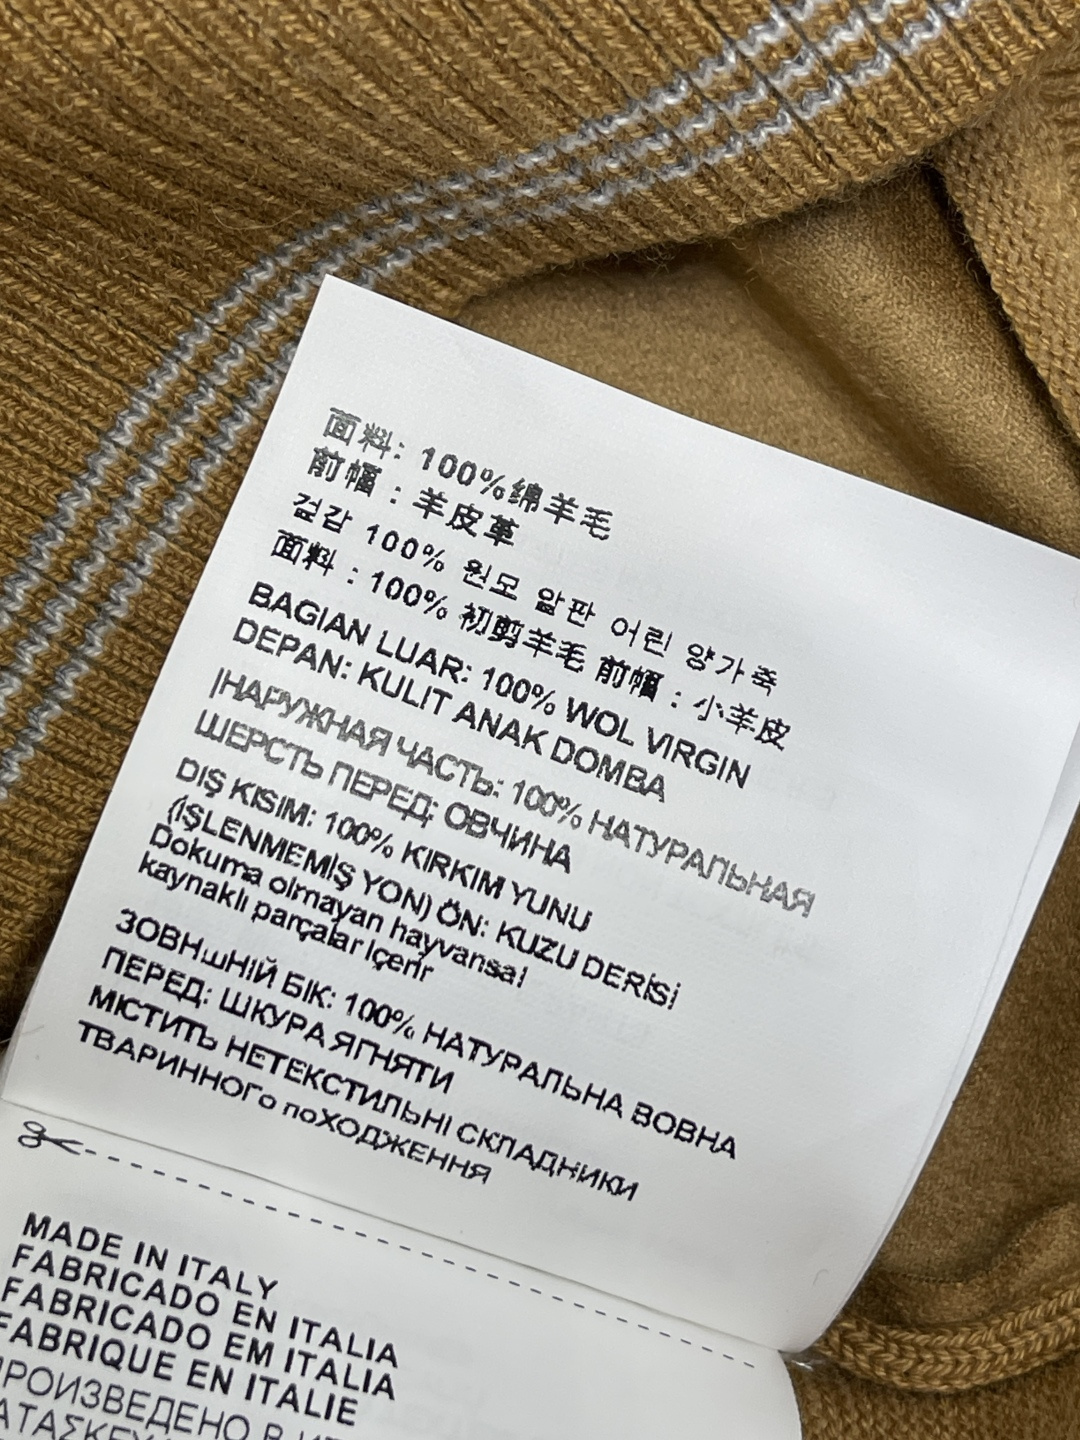 面料: 100%绵羊毛
前幅：羊皮革
겉감 100% 원모 앞판 어린 양가죽
面料：100% 初剪羊毛 前幅：小羊皮
BAGIAN LUAR: 100% WOL VIRGIN
DEPAN: KULIT ANAK DOMBA
|НАРУЖНАЯ ЧАСТЬ: 100% НАТУРАЛЬНАЯ
ШЕРСТЬ ПЕРЕД: ОВЧИНА
DIŞ KISIM: 100% KIRKIM YUNU
(IŞLENMEMİŞ YON) ÖN: KUZU DERİSİ
Dokuma olmayan hayvansal
kaynaklı parçalar Içerir
ЗОВНшНІЙ БІК: 100% НАТУРАЛЬНА ВОВНА
ПЕРЕД: ШКУРА ЯГНЯТИ
МІСТИТЬ НЕТЕКСТИЛЬНІ СКЛАДНИКИ
ТВАРИННОГо поХОДЖЕННЯ
MADE IN ITALY
FABRICADO EN ITALIA
FABRICADO EM ITALIA
FABRIQUE EN ITALIE